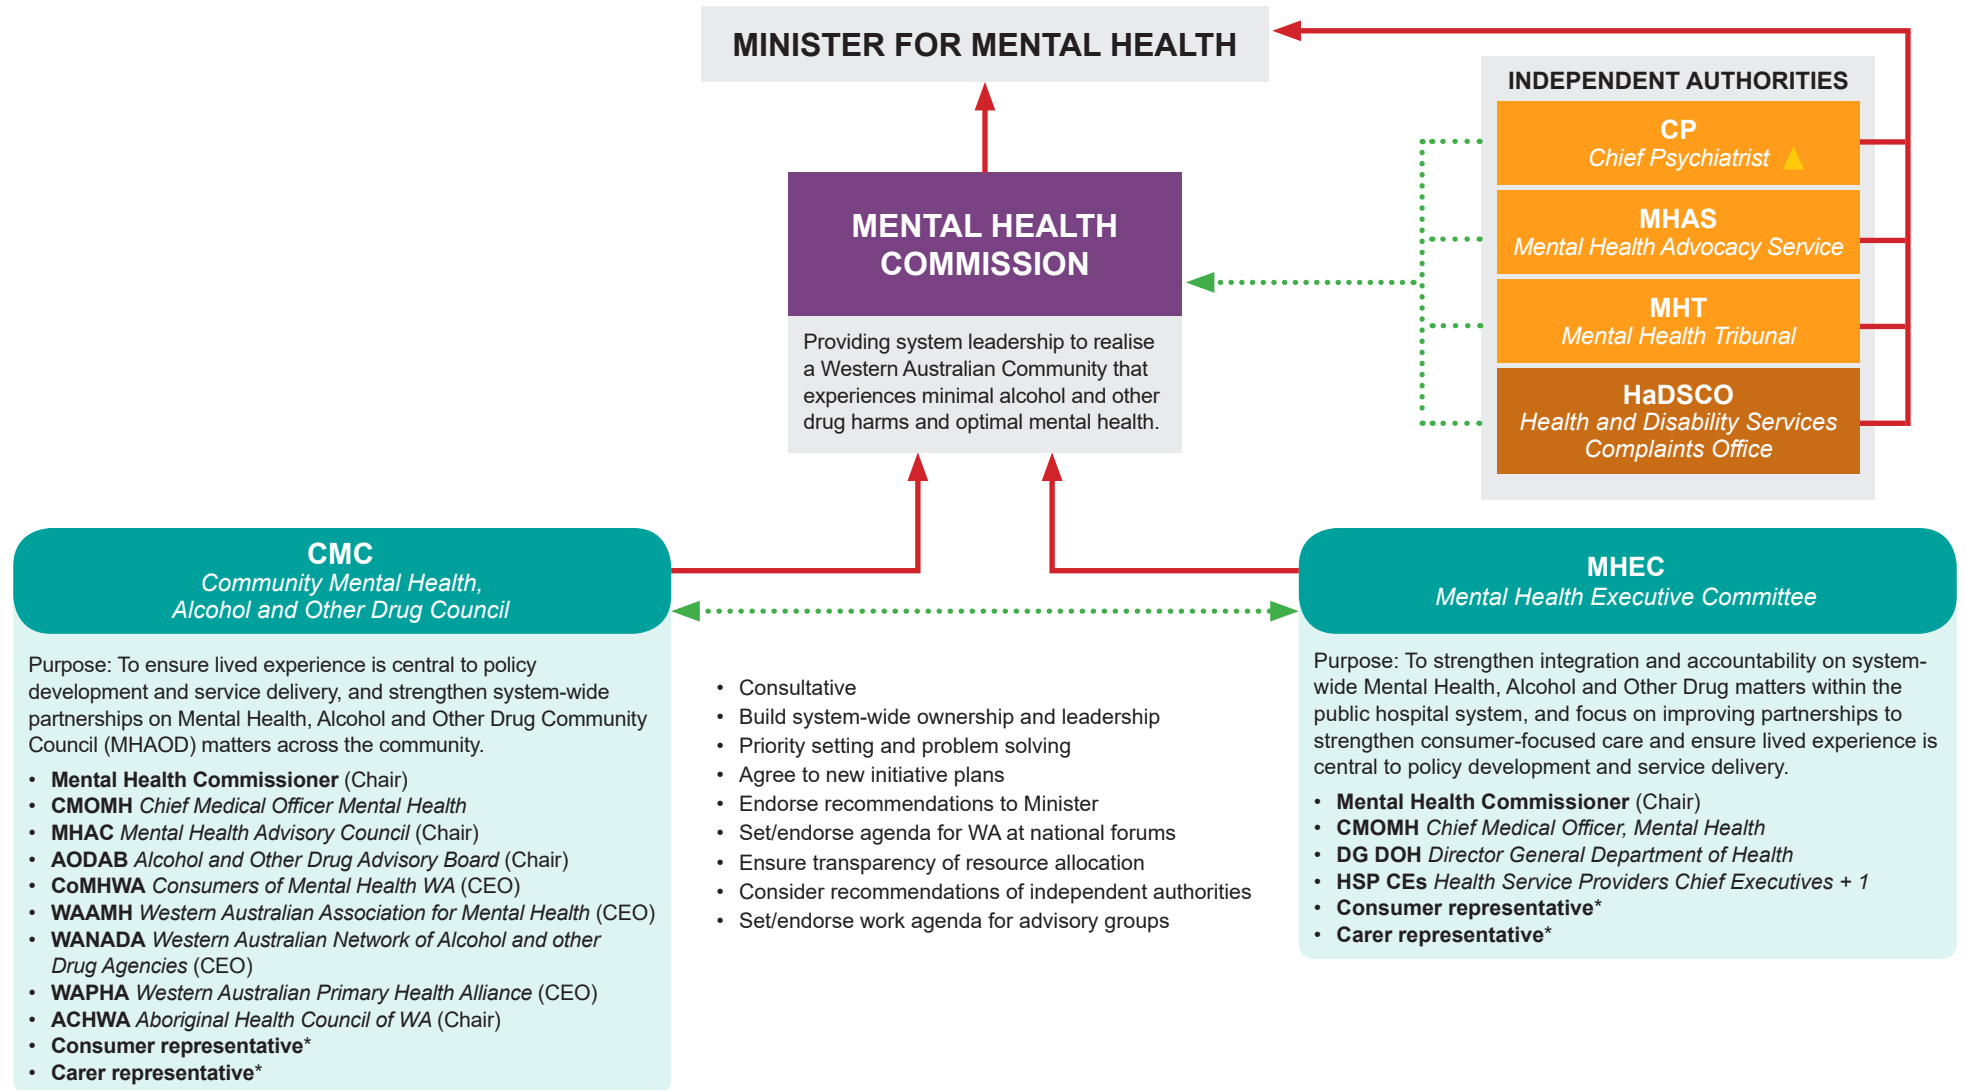 MINISTER FOR MENTAL HEALTH
INDEPENDENT AUTHORITIES
CP
Chief Psychiatrist
MHAS
Mental Health Advocacy Service
MHT
Mental Health Tribunal
HaDSCO
Health and Disability Services
Complaints Office
MENTAL HEALTH
COMMISSION
Providing system leadership to realise
a Western Australian Community that
experiences minimal alcohol and other
drug harms and optimal mental health.
CMC
Community Mental Health,
Alcohol and Other Drug Council
Purpose: To ensure lived experience is central to policy
development and service delivery, and strengthen system-wide
partnerships on Mental Health, Alcohol and Other Drug Community
Council (MHAOD) matters across the community.
• Mental Health Commissioner (Chair)
• CMOMH Chief Medical Officer Mental Health
• MHAC Mental Health Advisory Council (Chair)
• AODAB Alcohol and Other Drug Advisory Board (Chair)
• CoMHWA Consumers of Mental Health WA (CEO)
• WAAMH Western Australian Association for Mental Health (CEO)
• WANADA Western Australian Network of Alcohol and other
Drug Agencies (CEO)
• WAPHA Western Australian Primary Health Alliance (CEO)
• ACHWA Aboriginal Health Council of WA (Chair)
• Consumer representative*
• Carer representative*
• Consultative
• Build system-wide ownership and leadership
• Priority setting and problem solving
• Agree to new initiative plans
• Endorse recommendations to Minister
• Set/endorse agenda for WA at national forums
• Ensure transparency of resource allocation
• Consider recommendations of independent authorities
• Set/endorse work agenda for advisory groups
MHEC
Mental Health Executive Committee
Purpose: To strengthen integration and accountability on system-
wide Mental Health, Alcohol and Other Drug matters within the
public hospital system, and focus on improving partnerships to
strengthen consumer-focused care and ensure lived experience is
central to policy development and service delivery.
• Mental Health Commissioner (Chair)
• CMOMH Chief Medical Officer, Mental Health
• DG DOH Director General Department of Health
• HSP CEs Health Service Providers Chief Executives + 1
• Consumer representative*
• Carer representative*